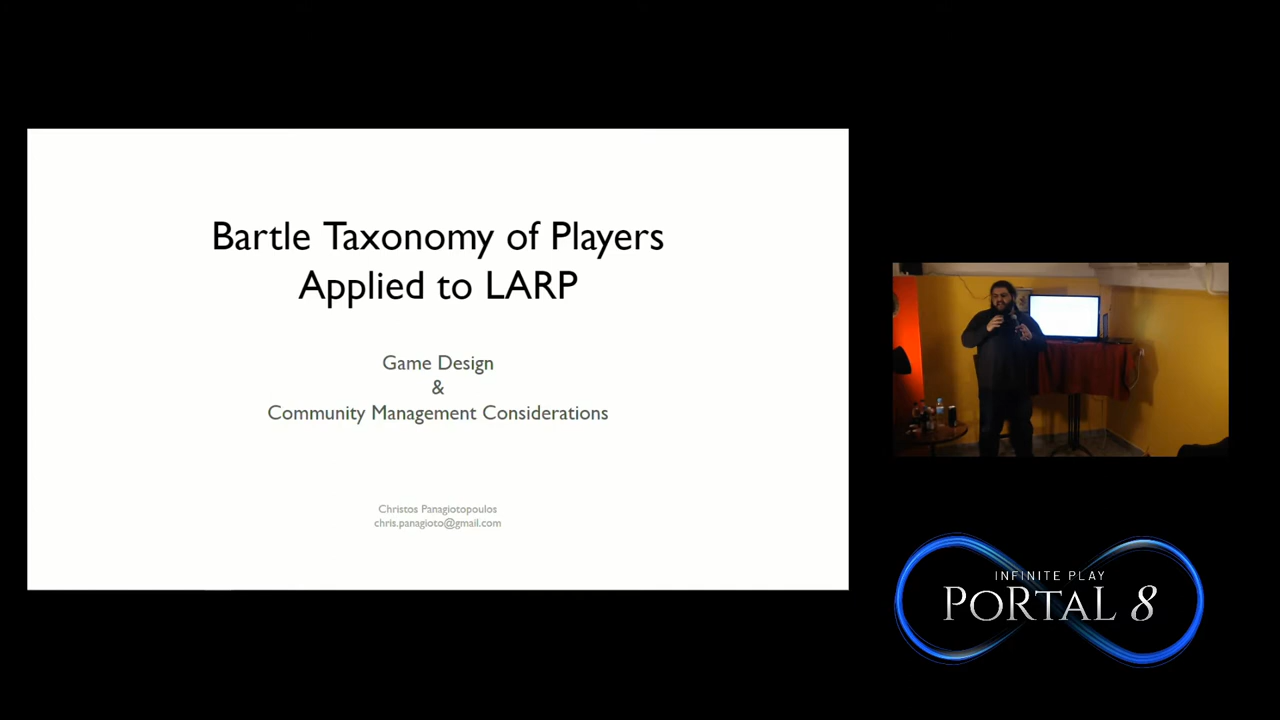 Bartle Taxonomy of Players
Applied to LARP
Game Design
&
Community Management Considerations
Christos Panagiotopoulos
chris.panagioto@gmail.com
INFINITE PLAY
PORTAL 8